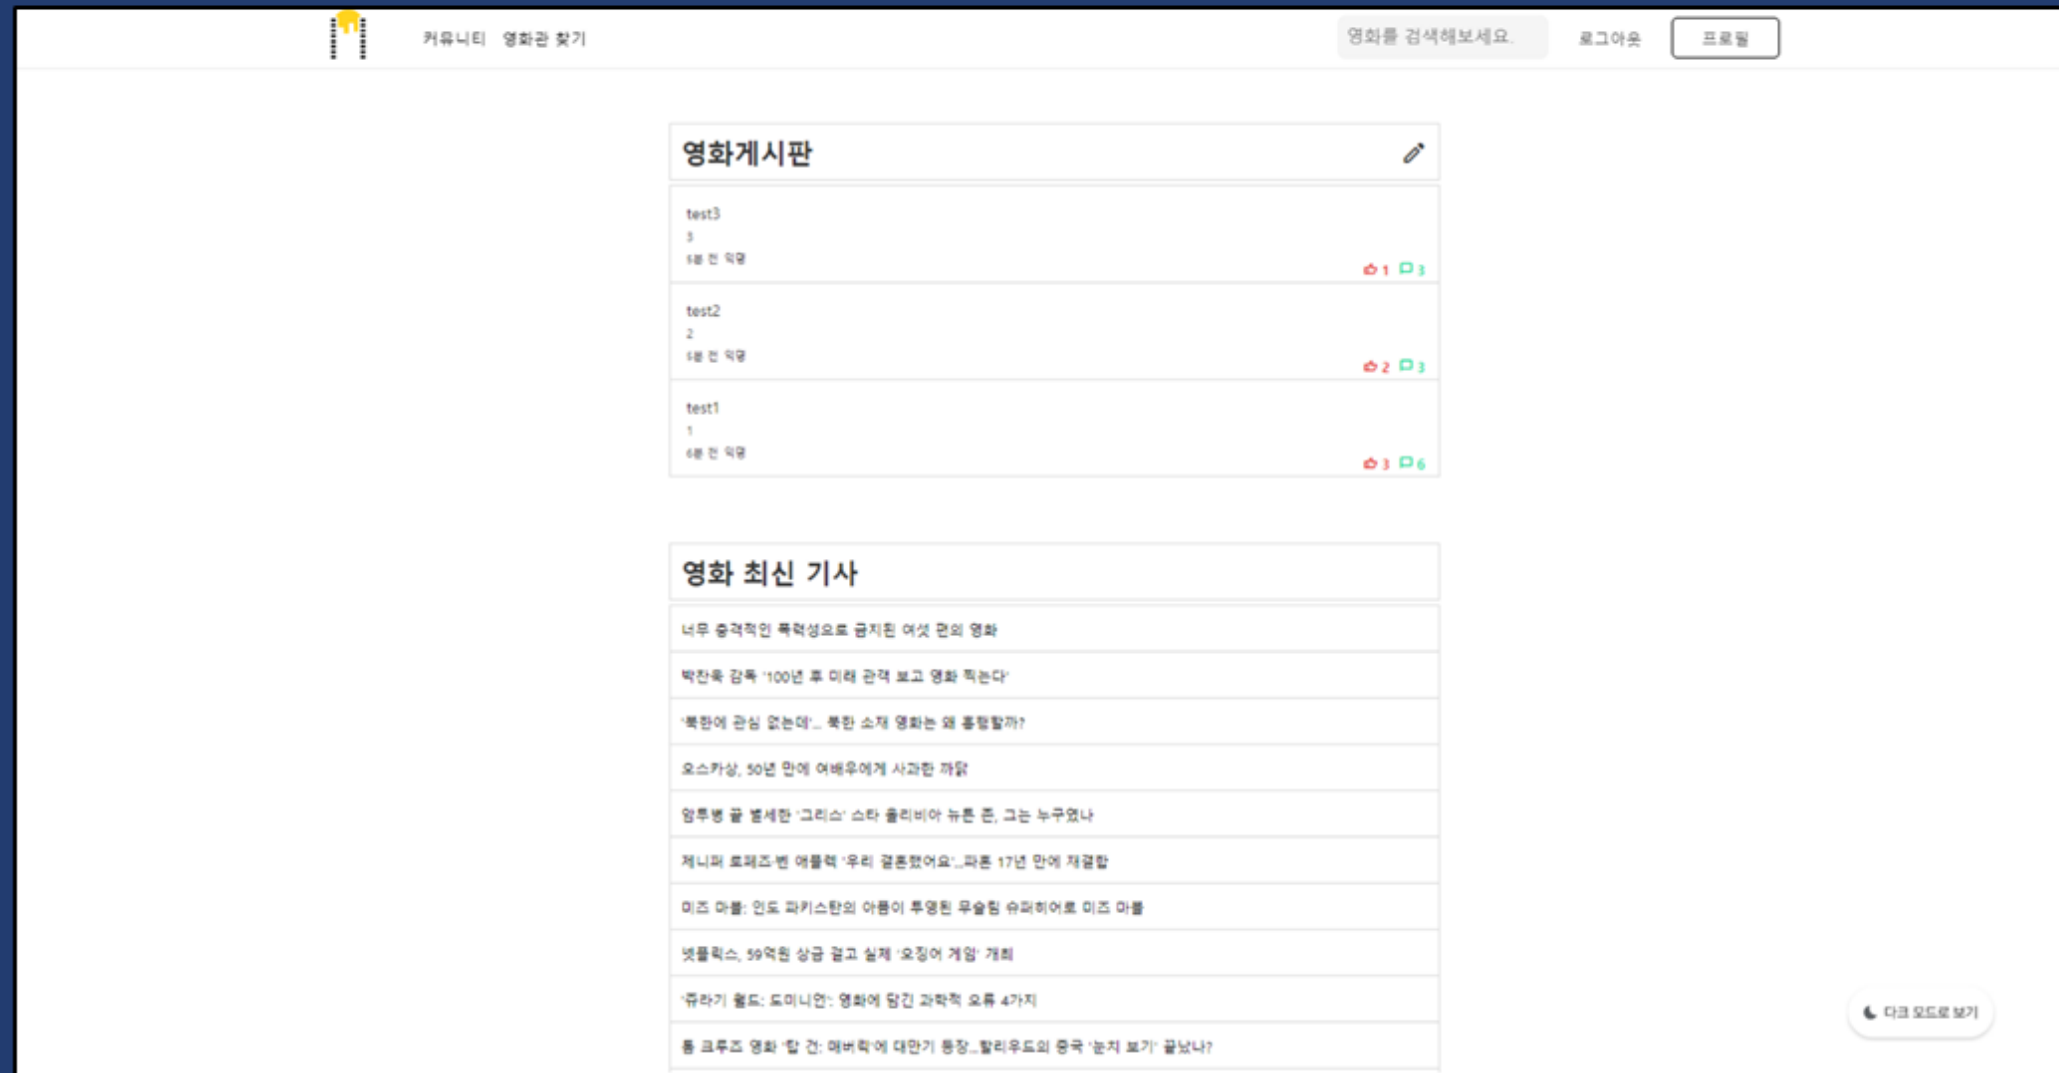 커뮤니티 영화관 찾기 영화를 검색해보세요. 로그아웃 프로필
영화게시판
test3
3
5분 전 익명
1 3
test2
2
5분 전 익명
2 3
test1
1
6분 전 익명
3 6
영화 최신 기사
너무 충격적인 폭력성으로 금지된 여섯 편의 영화
박찬욱 감독 '100년 후 미래 관객 보고 영화 찍는다'
'북한에 관심 없는데'... 북한 소재 영화는 왜 흥행할까?
오스카상, 50년 만에 여배우에게 사과한 까닭
암투병 끝 별세한 '그리스' 스타 올리비아 뉴튼 존, 그는 누구였나
제니퍼 로페즈·벤 애플렉 '우리 결혼했어요'...파혼 17년 만에 재결합
미즈 마블: 인도 파키스탄의 아픔이 투영된 무슬림 슈퍼히어로 미즈 마블
넷플릭스, 59억원 상금 걸고 실제 '오징어 게임' 개최
'쥬라기 월드: 도미니언': 영화에 담긴 과학적 오류 4가지
톰 크루즈 영화 '탑 건: 매버릭'에 대만기 등장...할리우드의 중국 '눈치 보기' 끝났나?
다크 모드로 보기